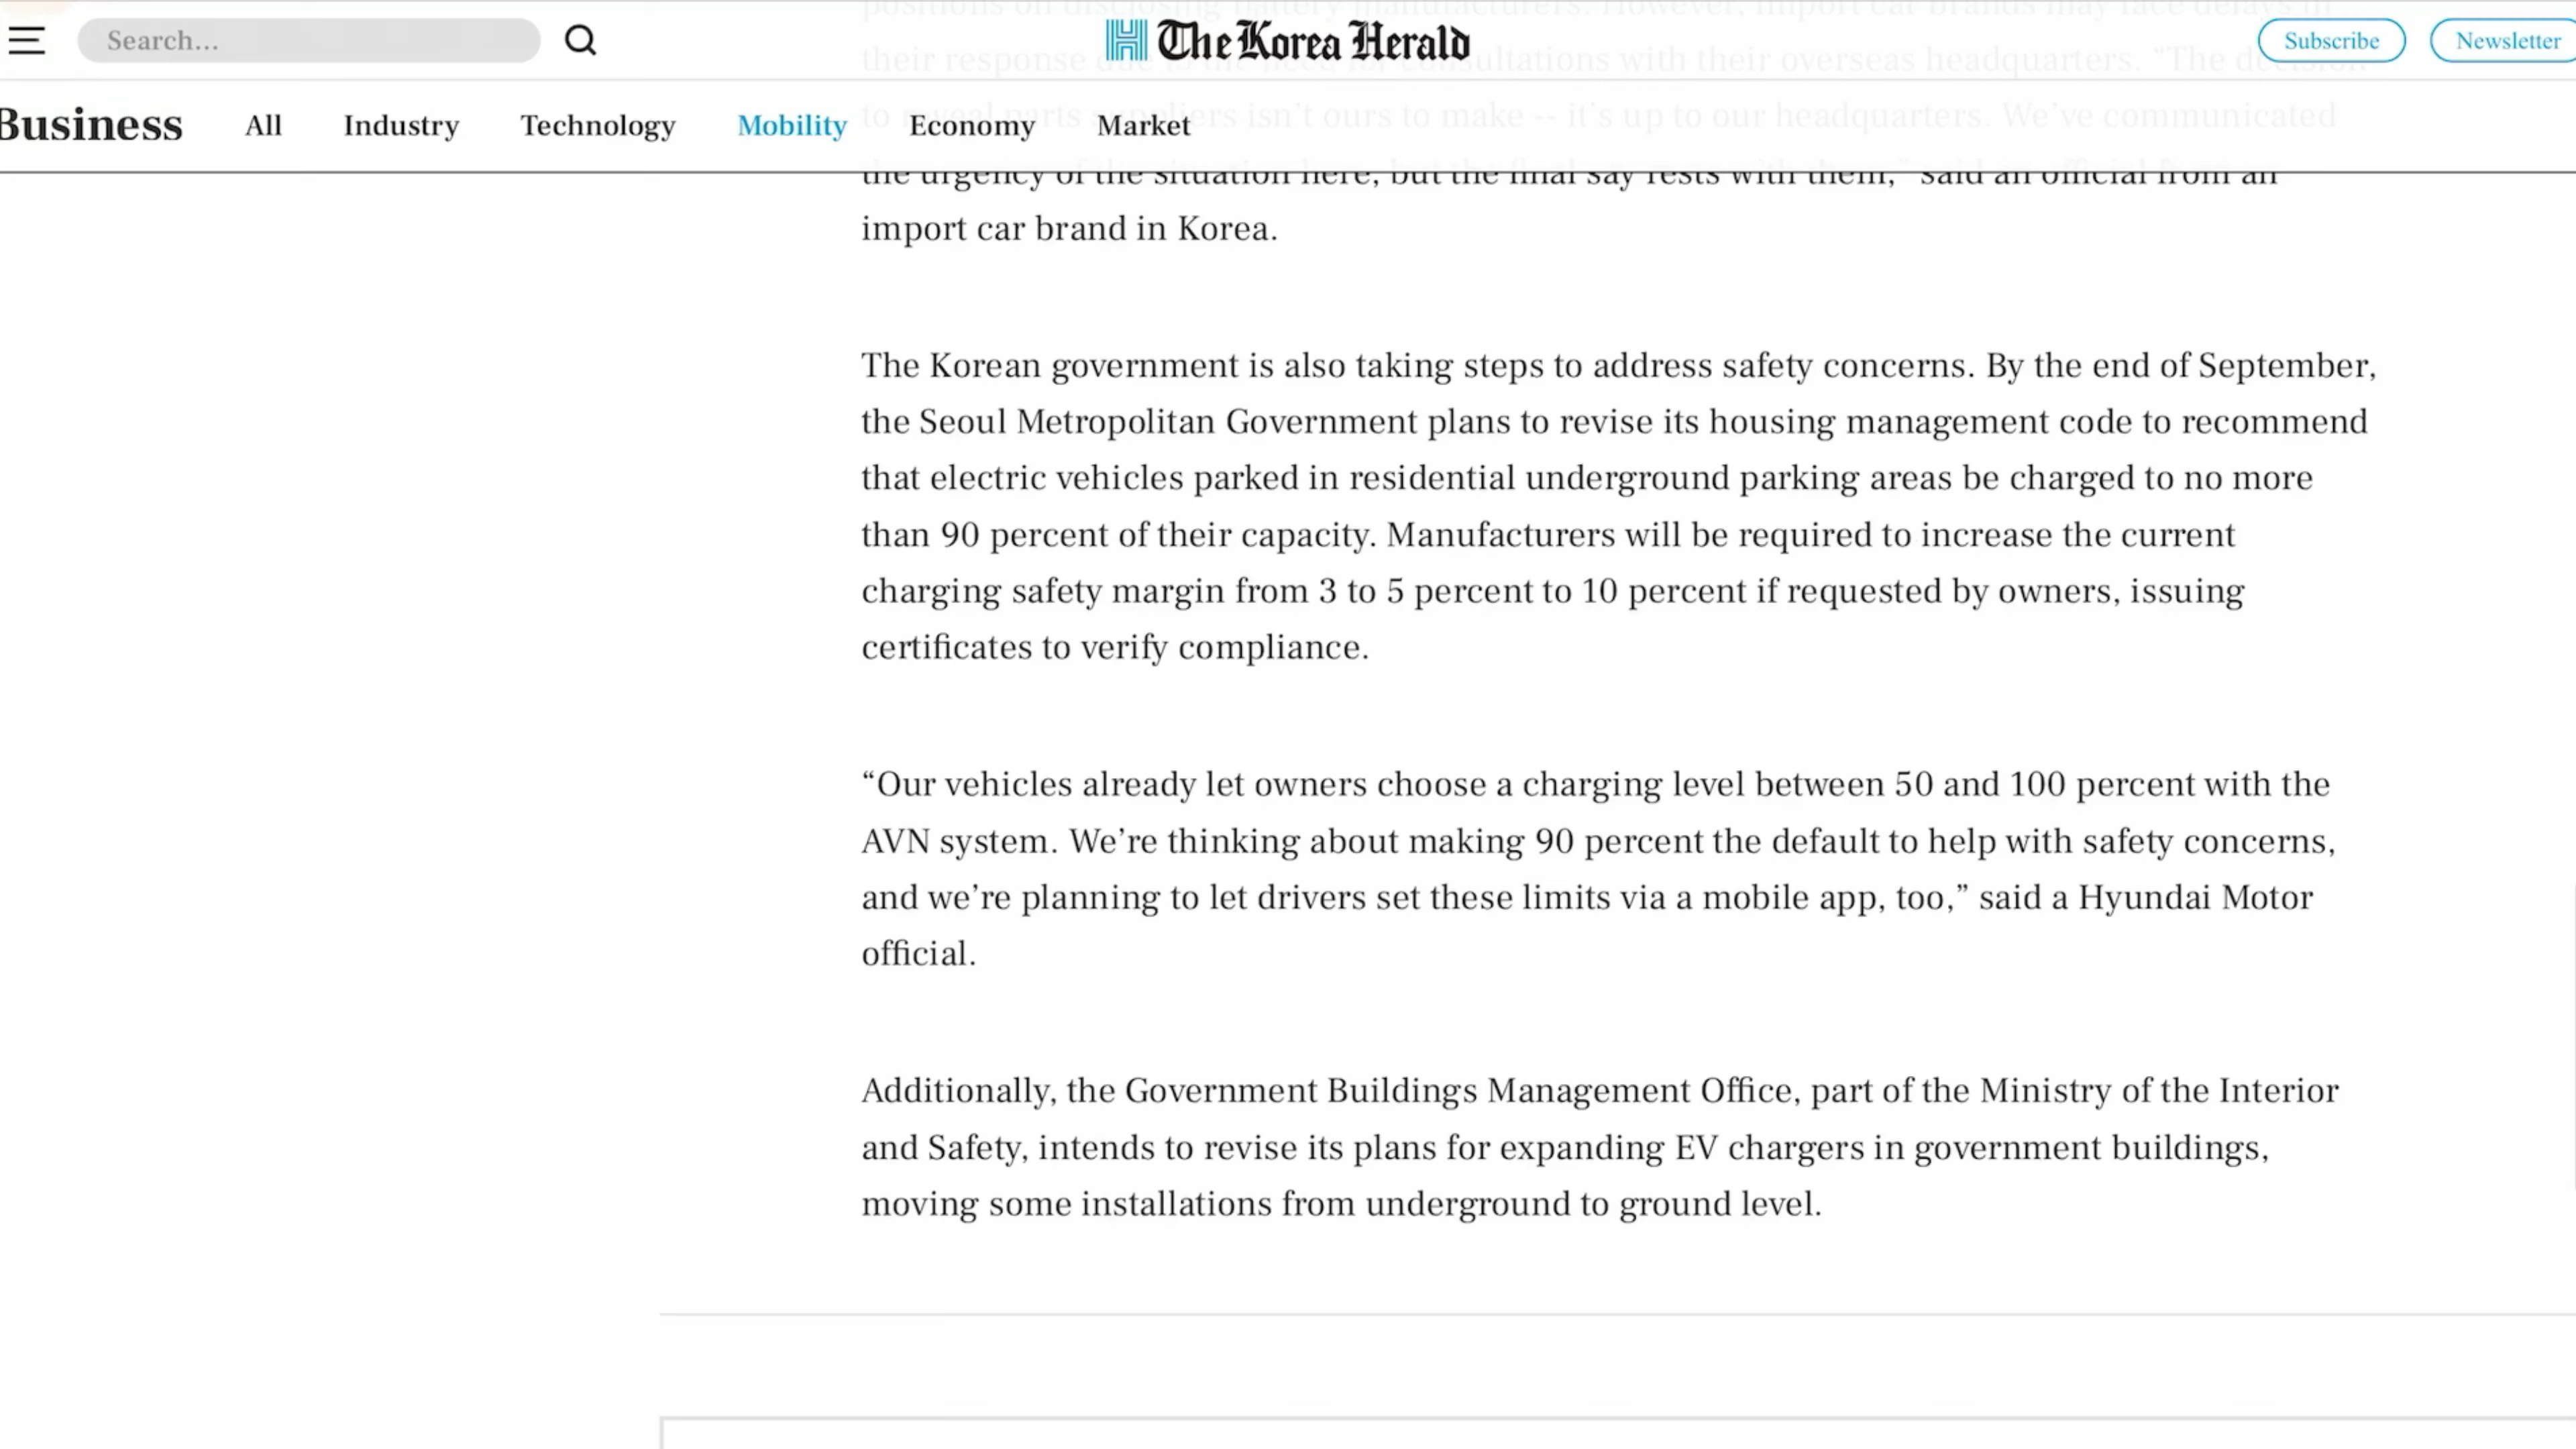 positions on disclosing battery manufacturers. However, import car brands may face delays in
Search...
The Korea Herald
Subscribe
Newsletter
their response due to the need for consultations with their overseas headquarters. “The decision
Business
All
Industry
Technology
Mobility
Economy
Market
to reveal parts suppliers isn’t ours to make -- it’s up to our headquarters. We’ve communicated
the urgency of the situation here, but the final say rests with them,” said an official from an
import car brand in Korea.
The Korean government is also taking steps to address safety concerns. By the end of September,
the Seoul Metropolitan Government plans to revise its housing management code to recommend
that electric vehicles parked in residential underground parking areas be charged to no more
than 90 percent of their capacity. Manufacturers will be required to increase the current
charging safety margin from 3 to 5 percent to 10 percent if requested by owners, issuing
certificates to verify compliance.
“Our vehicles already let owners choose a charging level between 50 and 100 percent with the
AVN system. We’re thinking about making 90 percent the default to help with safety concerns,
and we’re planning to let drivers set these limits via a mobile app, too,” said a Hyundai Motor
official.
Additionally, the Government Buildings Management Office, part of the Ministry of the Interior
and Safety, intends to revise its plans for expanding EV chargers in government buildings,
moving some installations from underground to ground level.